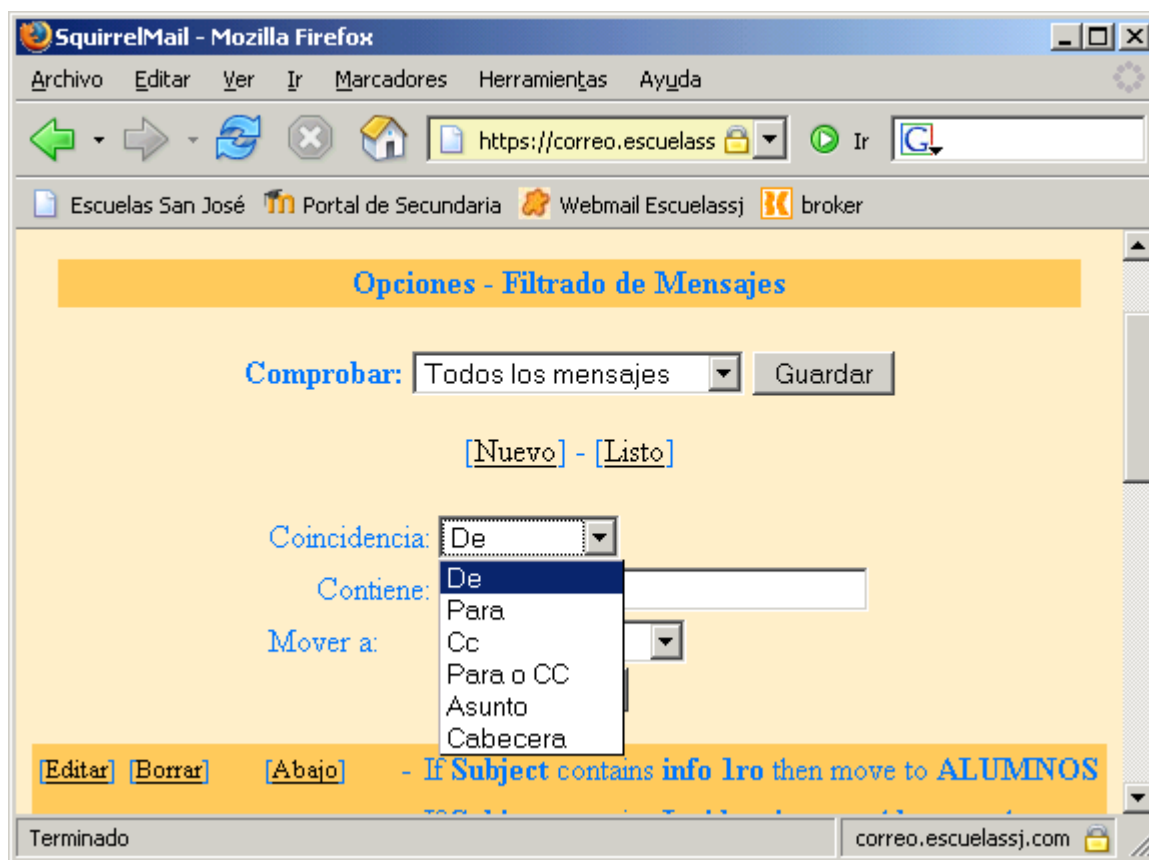 SquirrelMail - Mozilla Firefox
Archivo Editar Ver Ir Marcadores Herramientas Ayuda
https://correo.escuelass Ir G
Escuelas San José Portal de Secundaria Webmail Escuelassj broker
Opciones - Filtrado de Mensajes
Comprobar: Todos los mensajes Guardar
[Nuevo] - [Listo]
Coincidencia: De
De
Contiene:
Para
Mover a:
Cc
Para o CC
Asunto
Cabecera
[Editar] [Borrar] [Abajo] - If Subject contains info 1ro then move to ALUMNOS
Terminado correo.escuelassj.com